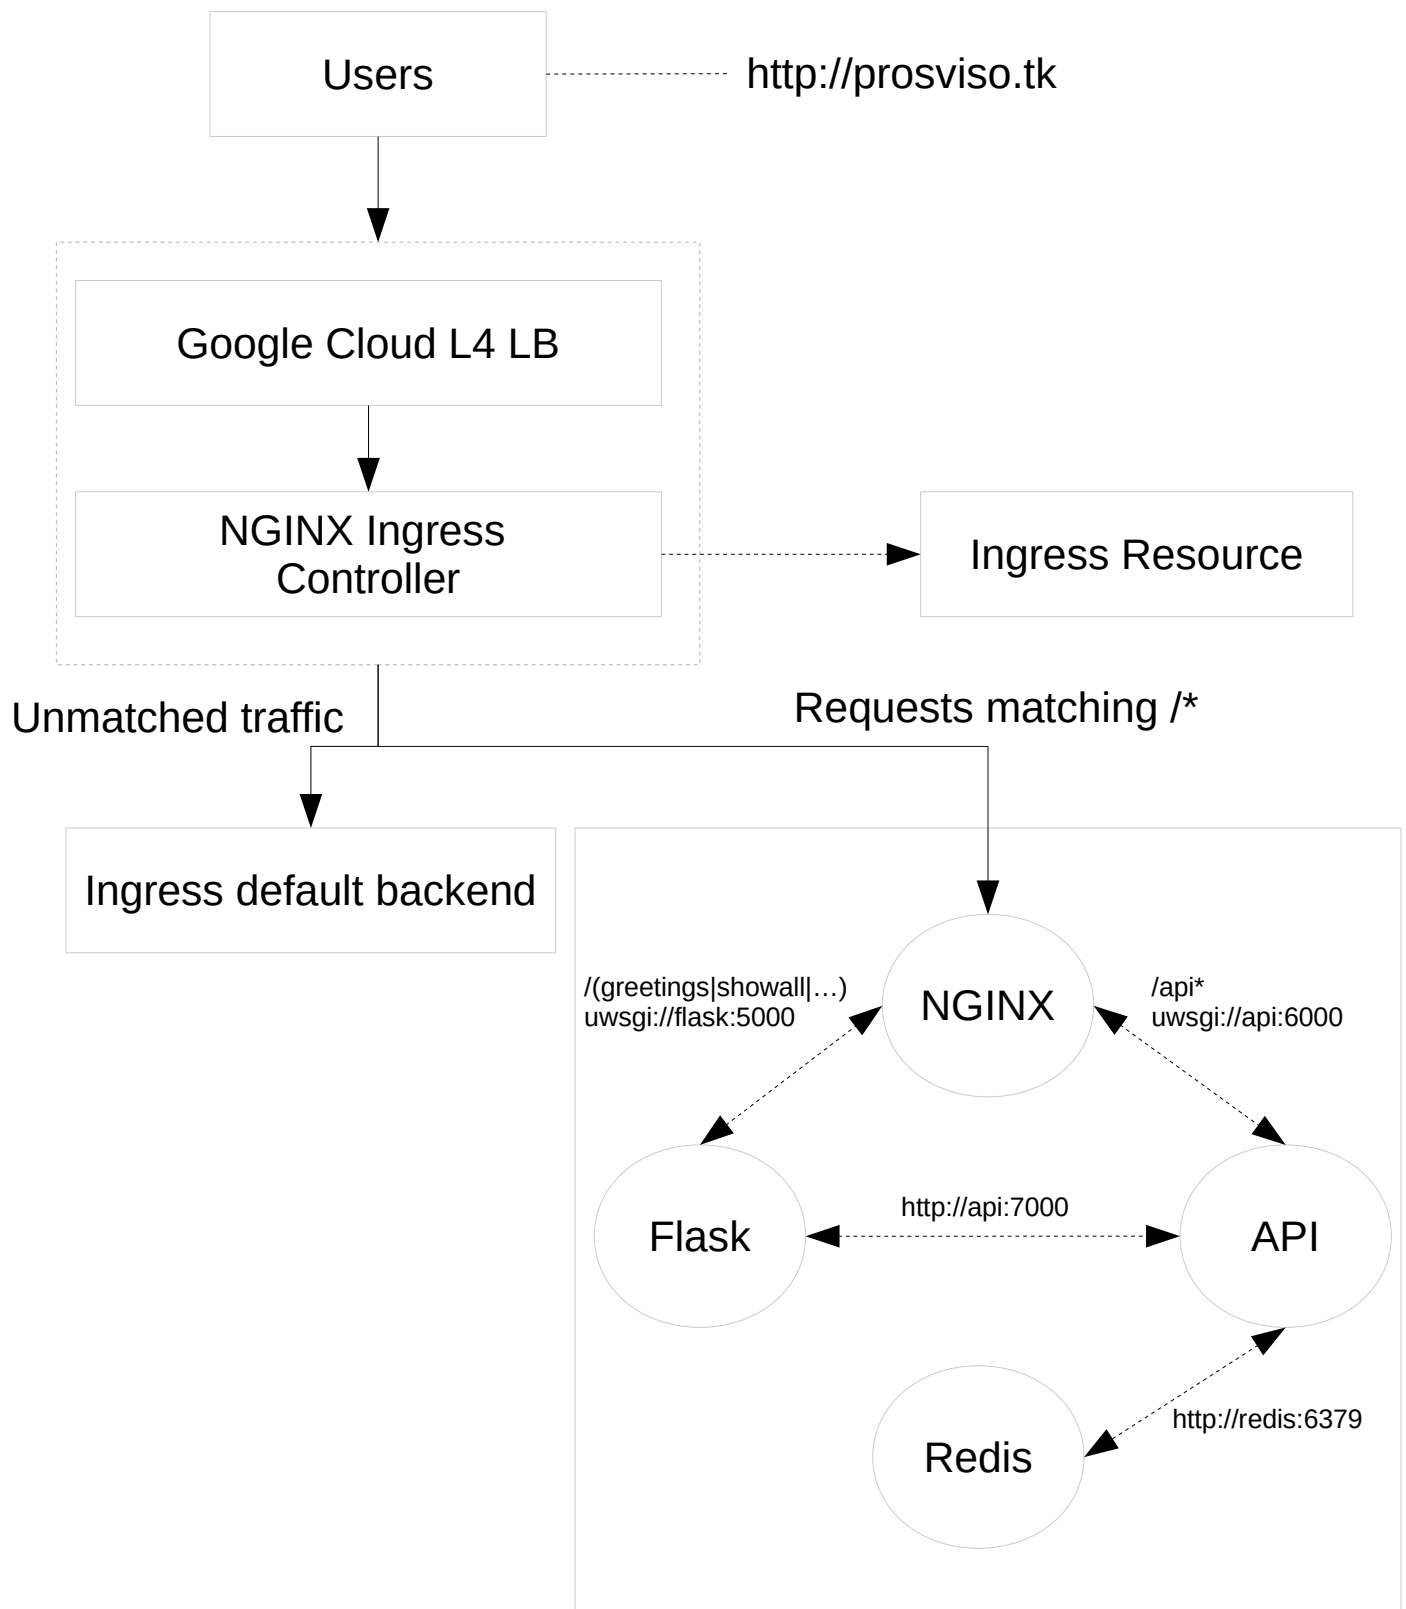 Users
http://prosviso.tk
Google Cloud L4 LB
NGINX Ingress
Controller
Ingress Resource
Unmatched traffic
Requests matching /*
Ingress default backend
/(greetings|showall|…)
uwsgi://flask:5000
NGINX
/api*
uwsgi://api:6000
Flask
http://api:7000
API
Redis
http://redis:6379